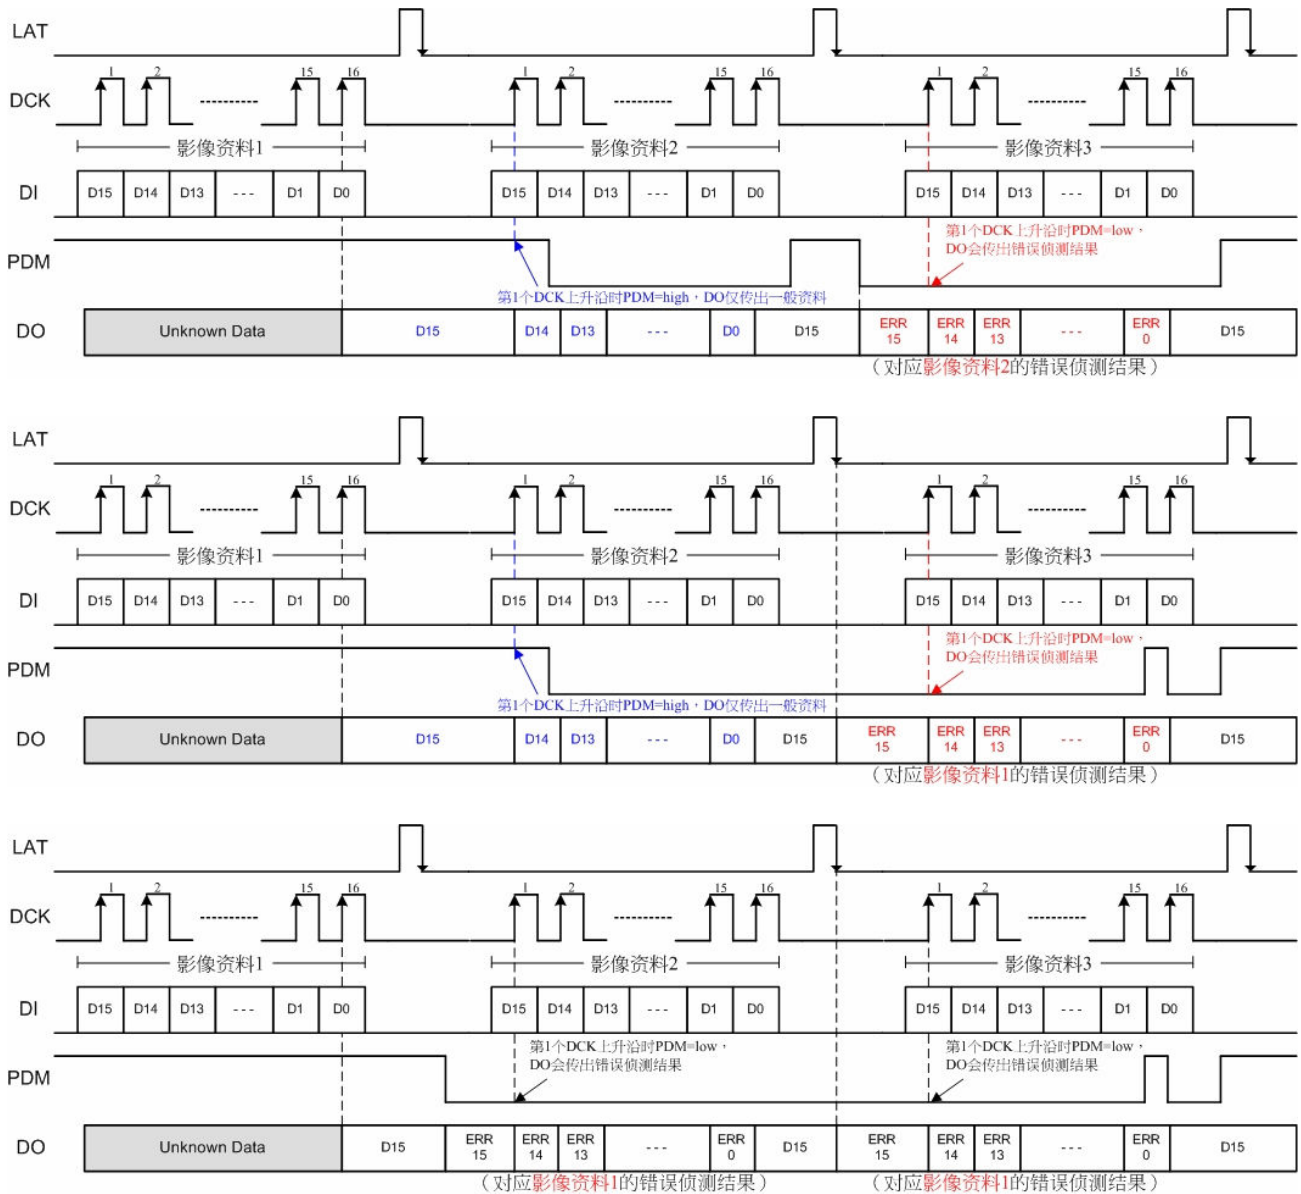 LAT
DCK 1 2 ---------- 15 16 1 2 ---------- 15 16 1 2 ---------- 15 16
影像资料1 影像资料2 影像资料3
DI D15 D14 D13 --- D1 D0 D15 D14 D13 --- D1 D0 D15 D14 D13 --- D1 D0
第1个DCK上升沿时PDM=low，
DO会传出错误侦测结果
PDM
第1个DCK上升沿时PDM=high，DO仅传出一般资料
DO Unknown Data D15 D14 D13 --- D0 D15 ERR 15 ERR 14 ERR 13 --- ERR 0 D15
（对应影像资料2的错误侦测结果）
LAT
DCK 1 2 ---------- 15 16 1 2 ---------- 15 16 1 2 ---------- 15 16
影像资料1 影像资料2 影像资料3
DI D15 D14 D13 --- D1 D0 D15 D14 D13 --- D1 D0 D15 D14 D13 --- D1 D0
第1个DCK上升沿时PDM=low，
DO会传出错误侦测结果
PDM
第1个DCK上升沿时PDM=high，DO仅传出一般资料
DO Unknown Data D15 D14 D13 --- D0 D15 ERR 15 ERR 14 ERR 13 --- ERR 0 D15
（对应影像资料1的错误侦测结果）
LAT
DCK 1 2 ---------- 15 16 1 2 ---------- 15 16 1 2 ---------- 15 16
影像资料1 影像资料2 影像资料3
DI D15 D14 D13 --- D1 D0 D15 D14 D13 --- D1 D0 D15 D14 D13 --- D1 D0
第1个DCK上升沿时PDM=low， 第1个DCK上升沿时PDM=low，
DO会传出错误侦测结果 DO会传出错误侦测结果
PDM
DO Unknown Data D15 ERR 15 ERR 14 ERR 13 --- ERR 0 D15 ERR 15 ERR 14 ERR 13 --- ERR 0 D15
（对应影像资料1的错误侦测结果） （对应影像资料1的错误侦测结果）